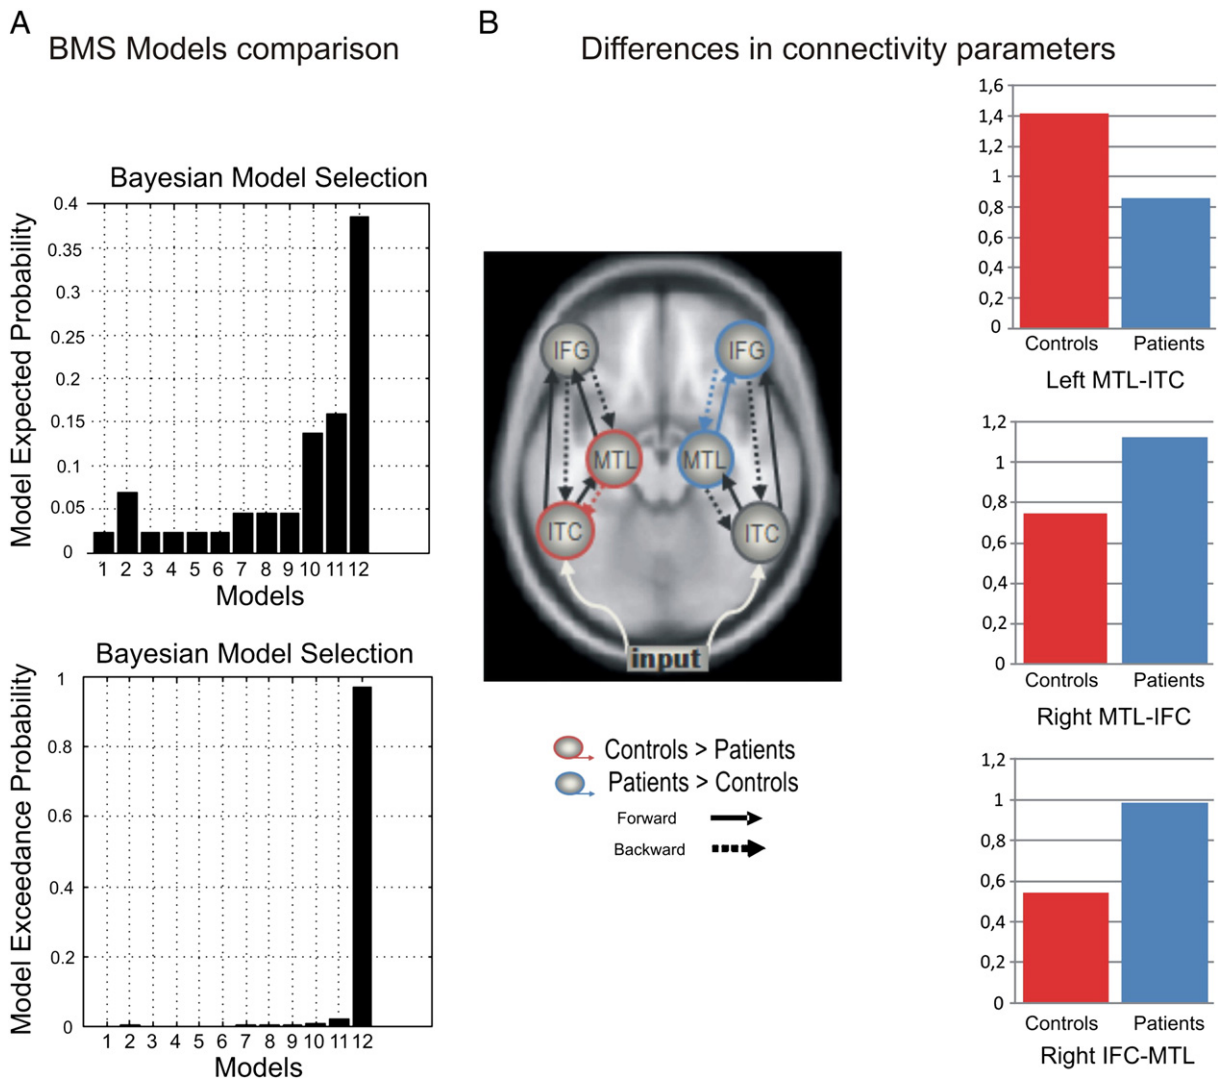 A
BMS Models comparison
Bayesian Model Selection
Model Expected Probability
0.4
0.35
0.3
0.25
0.2
0.15
0.1
0.05
0
1 2 3 4 5 6 7 8 9 10 11 12
Models
Bayesian Model Selection
Model Exceedance Probability
1
0.8
0.6
0.4
0.2
0
1 2 3 4 5 6 7 8 9 10 11 12
Models
B
Differences in connectivity parameters
IFG IFG
MTL MTL
ITC ITC
input
Controls > Patients
Patients > Controls
Forward
Backward
1,6
1,4
1,2
1
0,8
0,6
0,4
0,2
0
Controls Patients
Left MTL-ITC
1,2
1
0,8
0,6
0,4
0,2
0
Controls Patients
Right MTL-IFC
1,2
1
0,8
0,6
0,4
0,2
0
Controls Patients
Right IFC-MTL